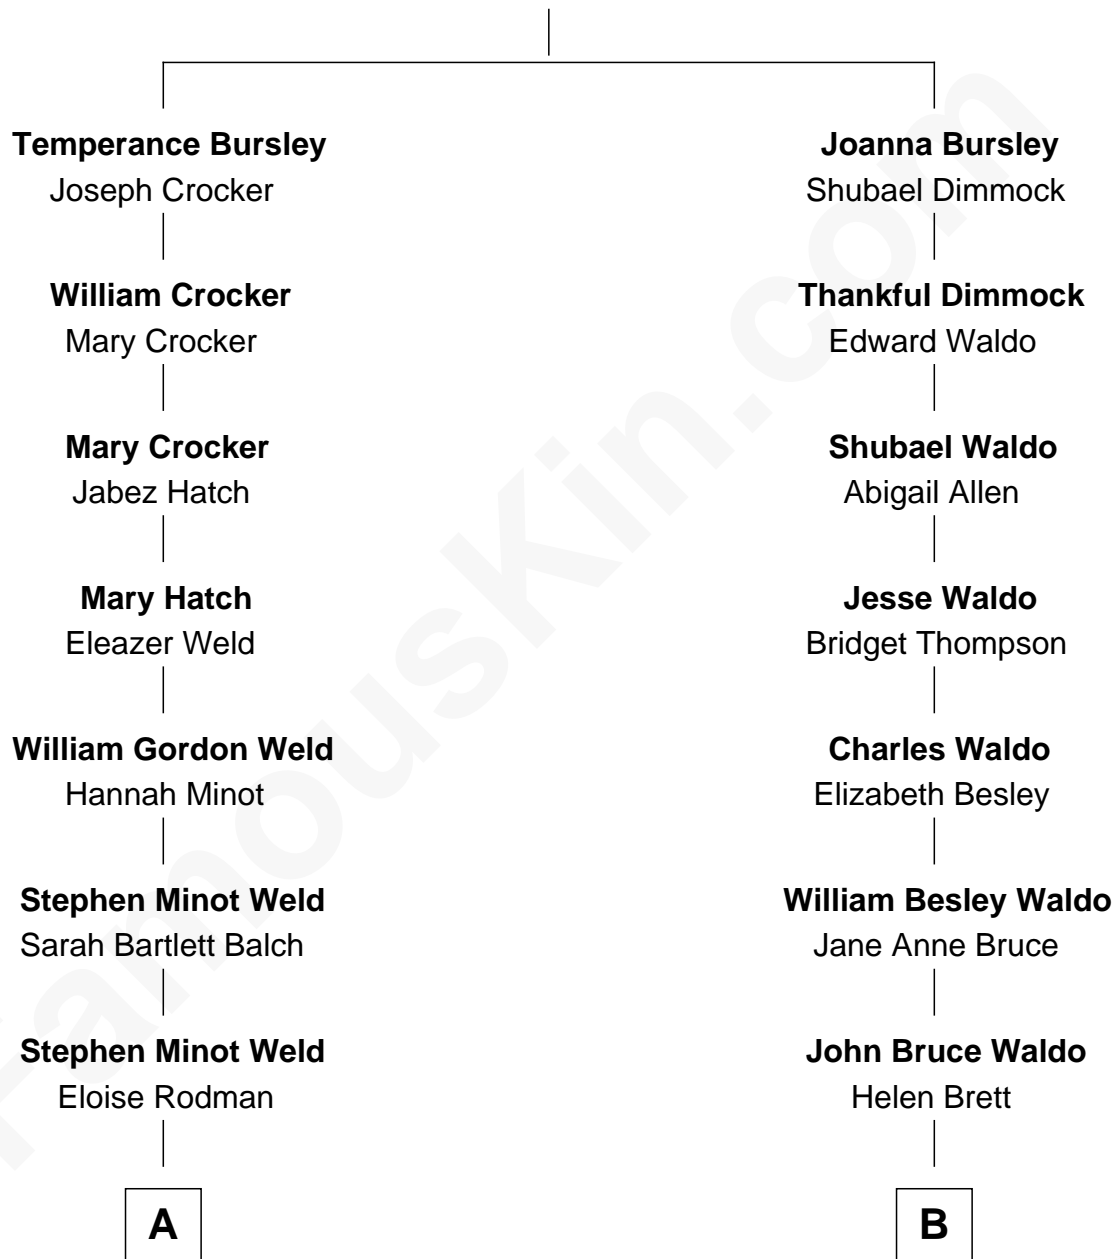 Temperance Bursley
Joseph Crocker
William Crocker
Mary Crocker
Mary Crocker
Jabez Hatch
Mary Hatch
Eleazer Weld
William Gordon Weld
Hannah Minot
Stephen Minot Weld
Sarah Bartlett Balch
Stephen Minot Weld
Eloise Rodman
A
Joanna Bursley
Shubael Dimmock
Thankful Dimmock
Edward Waldo
Shubael Waldo
Abigail Allen
Jesse Waldo
Bridget Thompson
Charles Waldo
Elizabeth Besley
William Besley Waldo
Jane Anne Bruce
John Bruce Waldo
Helen Brett
B
FamousKin.com